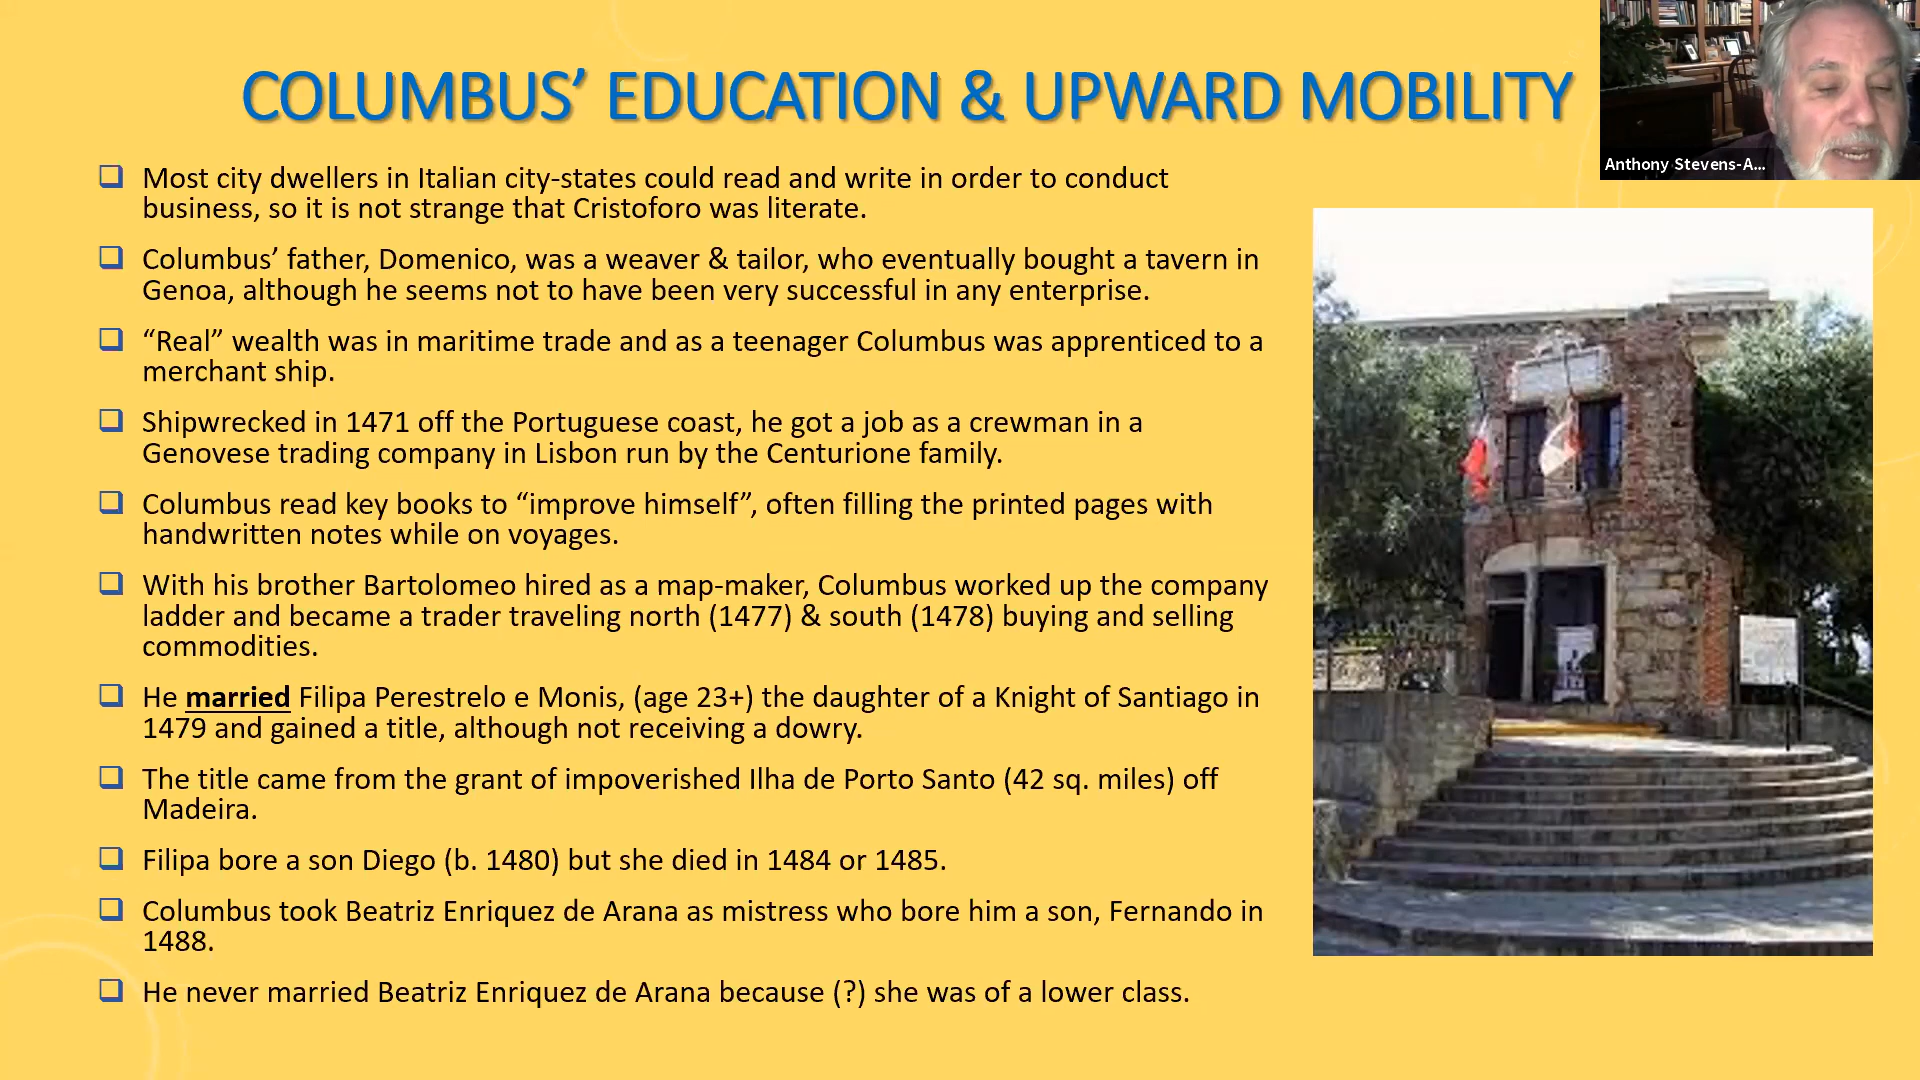 COLUMBUS’ EDUCATION & UPWARD MOBILITY
Anthony Stevens-A...
Most city dwellers in Italian city-states could read and write in order to conduct
business, so it is not strange that Cristoforo was literate.
Columbus’ father, Domenico, was a weaver & tailor, who eventually bought a tavern in
Genoa, although he seems not to have been very successful in any enterprise.
“Real” wealth was in maritime trade and as a teenager Columbus was apprenticed to a
merchant ship.
Shipwrecked in 1471 off the Portuguese coast, he got a job as a crewman in a
Genovese trading company in Lisbon run by the Centurione family.
Columbus read key books to “improve himself”, often filling the printed pages with
handwritten notes while on voyages.
With his brother Bartolomeo hired as a map-maker, Columbus worked up the company
ladder and became a trader traveling north (1477) & south (1478) buying and selling
commodities.
He married Filipa Perestrelo e Monis, (age 23+) the daughter of a Knight of Santiago in
1479 and gained a title, although not receiving a dowry.
The title came from the grant of impoverished Ilha de Porto Santo (42 sq. miles) off
Madeira.
Filipa bore a son Diego (b. 1480) but she died in 1484 or 1485.
Columbus took Beatriz Enriquez de Arana as mistress who bore him a son, Fernando in
1488.
He never married Beatriz Enriquez de Arana because (?) she was of a lower class.